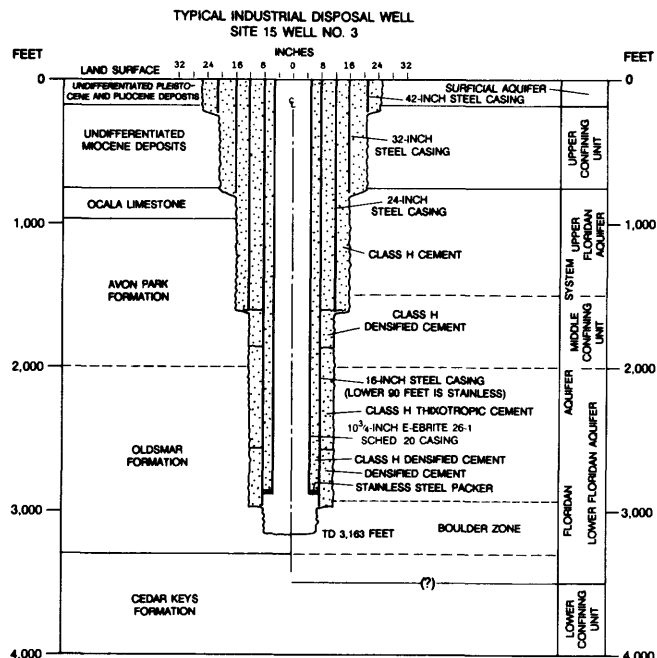 TYPICAL INDUSTRIAL DISPOSAL WELL
SITE 15 WELL NO. 3
FEET
INCHES
FEET
LAND SURFACE
32 24 16 8 0 8 16 24 32
0
0
UNDIFFERENTIATED PLEISTO-
CENE AND PLIOCENE DEPOSTIS
SURFICIAL AQUIFER
42-INCH STEEL CASING
℄
UNDIFFERENTIATED
MIOCENE DEPOSITS
32-INCH
STEEL CASING
UPPER
CONFINING
UNIT
OCALA LIMESTONE
24-INCH
STEEL CASING
1,000
1,000
CLASS H CEMENT
UPPER
FLORIDAN
AQUIFER
AVON PARK
FORMATION
SYSTEM
CLASS H
DENSIFIED CEMENT
MIDDLE
CONFINING
UNIT
2,000
2,000
16-INCH STEEL CASING
(LOWER 90 FEET IS STAINLESS)
CLASS H THIXOTROPIC CEMENT
AQUIFER
10¾-INCH E-EBRITE 26-1
SCHED 20 CASING
OLDSMAR
FORMATION
CLASS H DENSIFIED CEMENT
DENSIFIED CEMENT
STAINLESS STEEL PACKER
LOWER FLORIDAN AQUIFER
3,000
3,000
TD 3,163 FEET
BOULDER ZONE
FLORIDAN
(?)
CEDAR KEYS
FORMATION
LOWER
CONFINING
UNIT
4,000
4,000